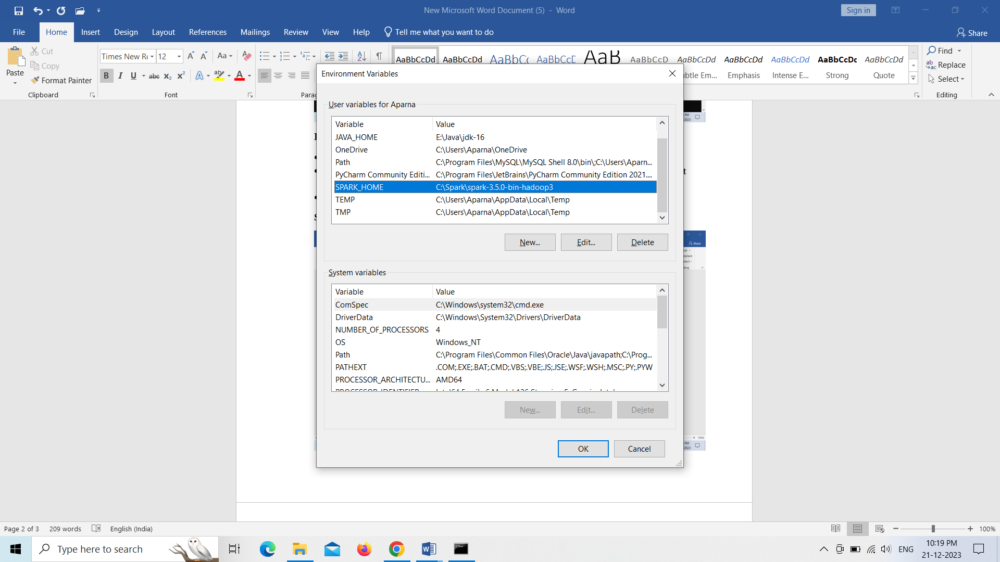 New Microsoft Word Document (5) - Word
Sign in
File Home Insert Design Layout References Mailings Review View Help Tell me what you want to do Share
Paste
Cut
Copy
Format Painter
Clipboard
Times New Ro 12 Aa
B I U abc X₂ X² A A
Font
AaBbCcDd AaBbCcDd AaBbCc AaBbCcE AaB AaBbCcD AaBbCcDd AaBbCcDd AaBbCcDd AaBbCcDc AaBbCcDd
btle Em... Emphasis Intense E... Strong Quote
Find
Replace
Select
Editing
Environment Variables
User variables for Aparna
Variable Value
JAVA_HOME E:\Java\jdk-16
OneDrive C:\Users\Aparna\OneDrive
Path C:\Program Files\MySQL\MySQL Shell 8.0\bin\;C:\Users\Aparn...
PyCharm Community Editi... C:\Program Files\JetBrains\PyCharm Community Edition 2021....
SPARK_HOME C:\Spark\spark-3.5.0-bin-hadoop3
TEMP C:\Users\Aparna\AppData\Local\Temp
TMP C:\Users\Aparna\AppData\Local\Temp
New... Edit... Delete
System variables
Variable Value
ComSpec C:\Windows\system32\cmd.exe
DriverData C:\Windows\System32\Drivers\DriverData
NUMBER_OF_PROCESSORS 4
OS Windows_NT
Path C:\Program Files\Common Files\Oracle\Java\javapath;C:\Prog...
PATHEXT .COM;.EXE;.BAT;.CMD;.VBS;.VBE;.JS;.JSE;.WSF;.WSH;.MSC;.PY;.PYW
PROCESSOR_ARCHITECTU... AMD64
New... Edit... Delete
OK Cancel
Page 2 of 3 209 words English (India) 100%
Type here to search
ENG
10:19 PM
21-12-2023